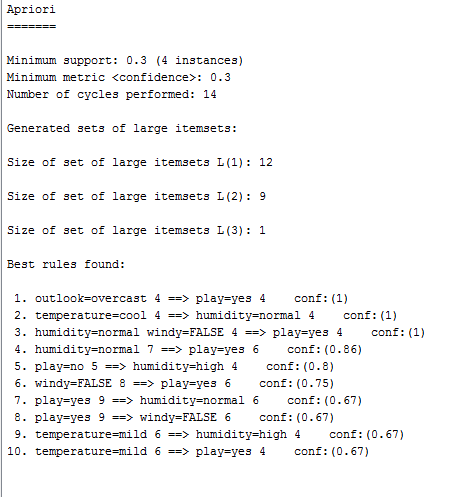 Apriori
=======
Minimum support: 0.3 (4 instances)
Minimum metric <confidence>: 0.3
Number of cycles performed: 14
Generated sets of large itemsets:
Size of set of large itemsets L(1): 12
Size of set of large itemsets L(2): 9
Size of set of large itemsets L(3): 1
Best rules found:
1. outlook=overcast 4 ==> play=yes 4    conf:(1)
2. temperature=cool 4 ==> humidity=normal 4    conf:(1)
3. humidity=normal windy=FALSE 4 ==> play=yes 4    conf:(1)
4. humidity=normal 7 ==> play=yes 6    conf:(0.86)
5. play=no 5 ==> humidity=high 4    conf:(0.8)
6. windy=FALSE 8 ==> play=yes 6    conf:(0.75)
7. play=yes 9 ==> humidity=normal 6    conf:(0.67)
8. play=yes 9 ==> windy=FALSE 6    conf:(0.67)
9. temperature=mild 6 ==> humidity=high 4    conf:(0.67)
10. temperature=mild 6 ==> play=yes 4    conf:(0.67)